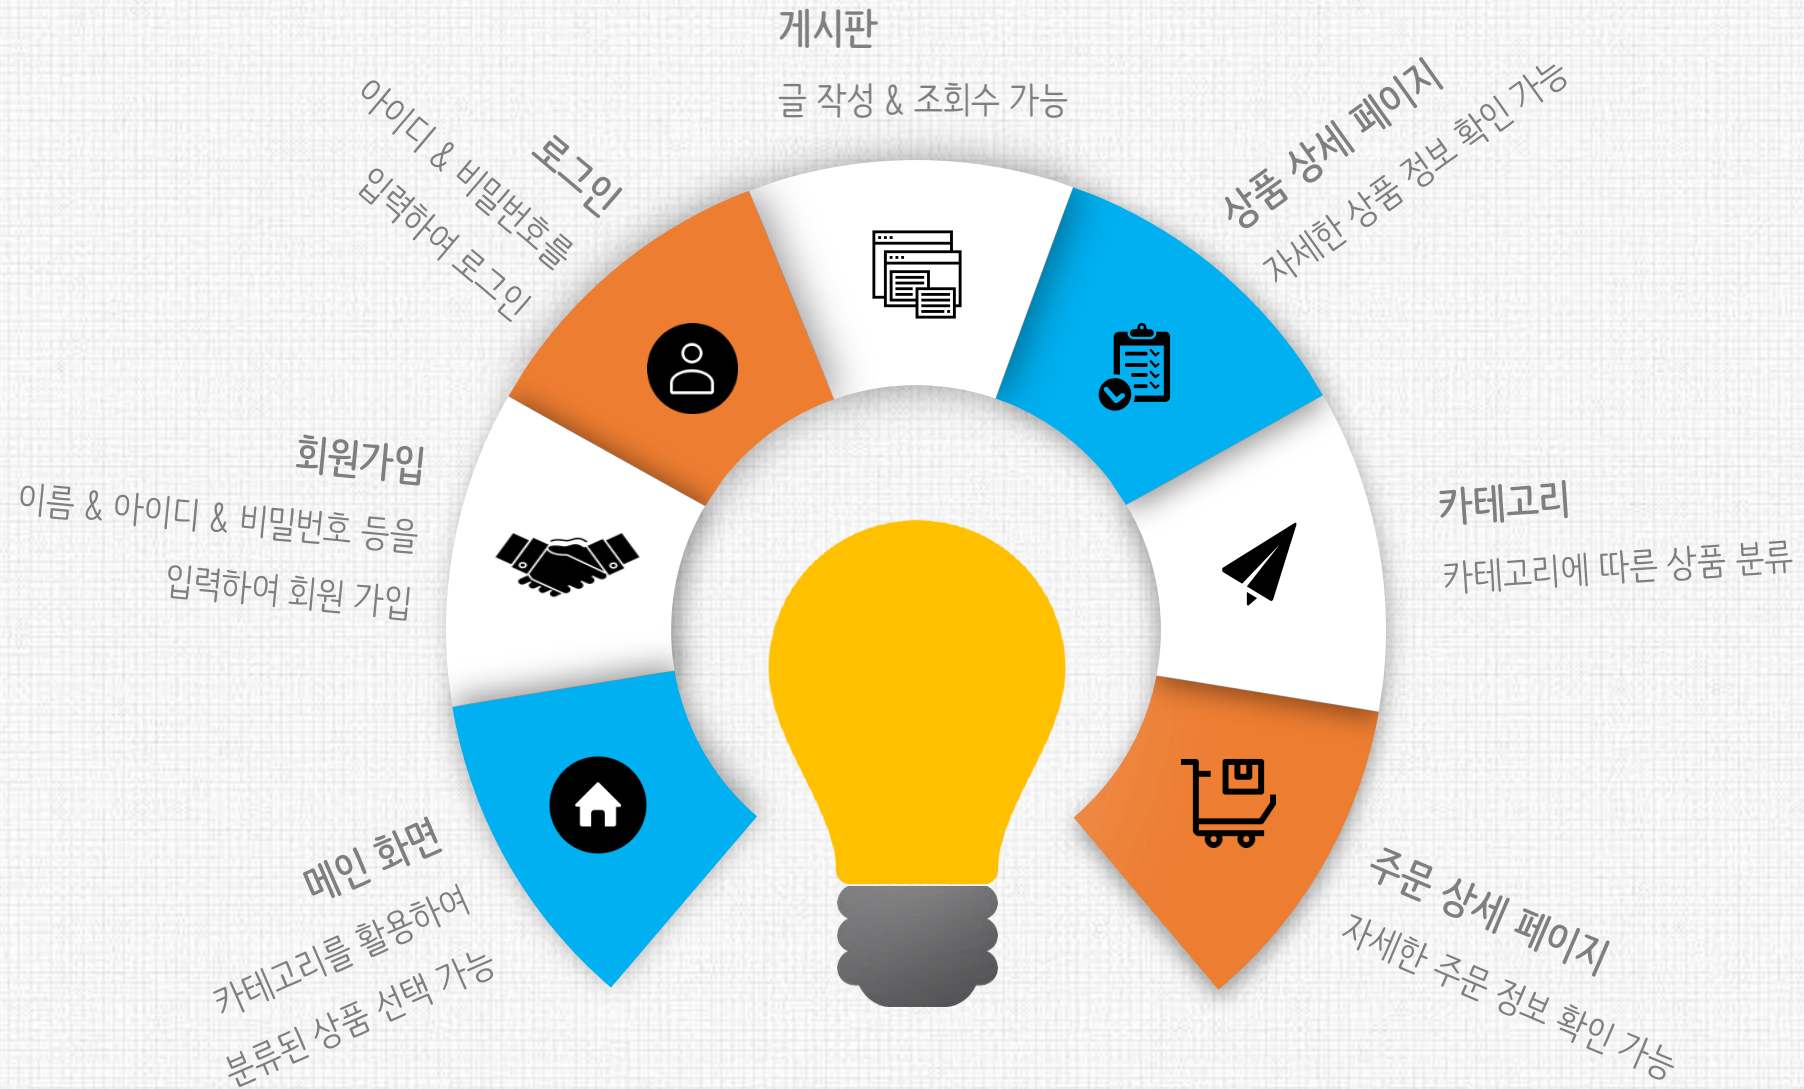 게시판
글 작성 & 조회수 가능
로그인
아이디 & 비밀번호를
입력하여 로그인
상품 상세 페이지
자세한 상품 정보 확인 가능
회원가입
이름 & 아이디 & 비밀번호 등을
입력하여 회원 가입
카테고리
카테고리에 따른 상품 분류
메인 화면
카테고리를 활용하여
분류된 상품 선택 가능
주문 상세 페이지
자세한 주문 정보 확인 가능